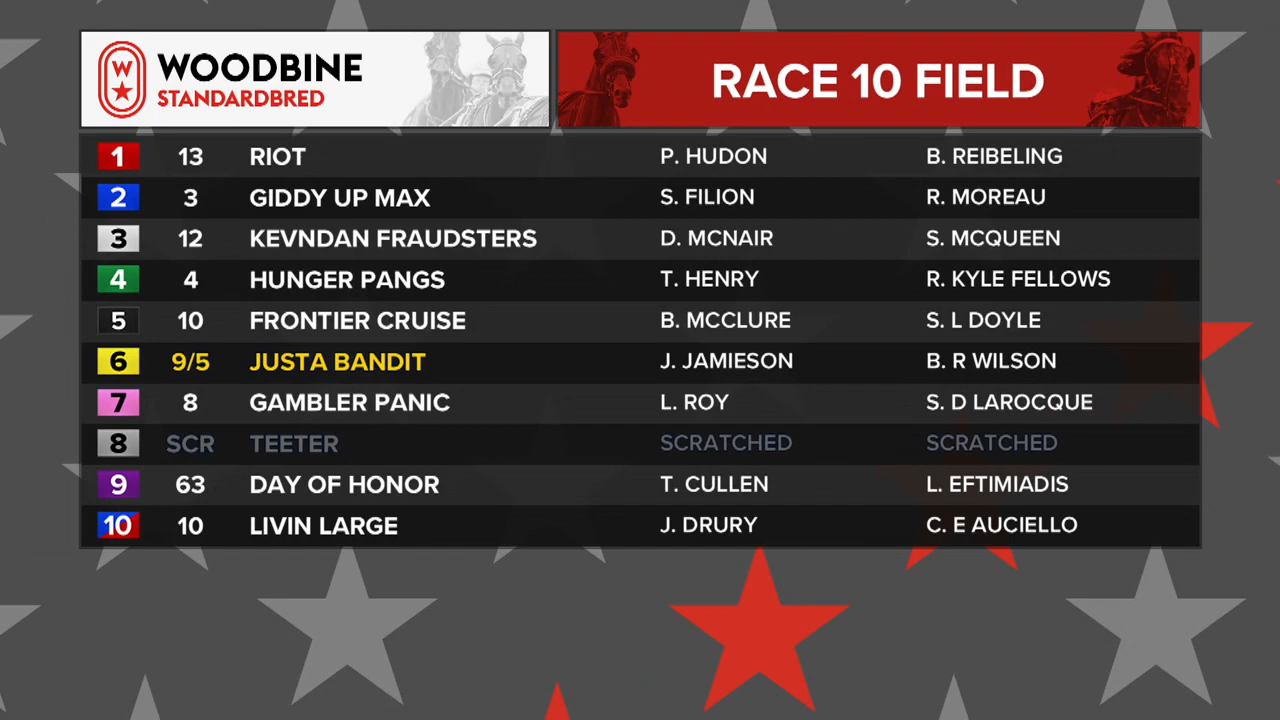 W
WOODBINE
STANDARDBRED
RACE 10 FIELD
1 13 RIOT P. HUDON B. REIBELING
2 3 GIDDY UP MAX S. FILION R. MOREAU
3 12 KEVNDAN FRAUDSTERS D. MCNAIR S. MCQUEEN
4 4 HUNGER PANGS T. HENRY R. KYLE FELLOWS
5 10 FRONTIER CRUISE B. MCCLURE S. L DOYLE
6 9/5 JUSTA BANDIT J. JAMIESON B. R WILSON
7 8 GAMBLER PANIC L. ROY S. D LAROCQUE
8 SCR TEETER SCRATCHED SCRATCHED
9 63 DAY OF HONOR T. CULLEN L. EFTIMIADIS
10 10 LIVIN LARGE J. DRURY C. E AUCIELLO